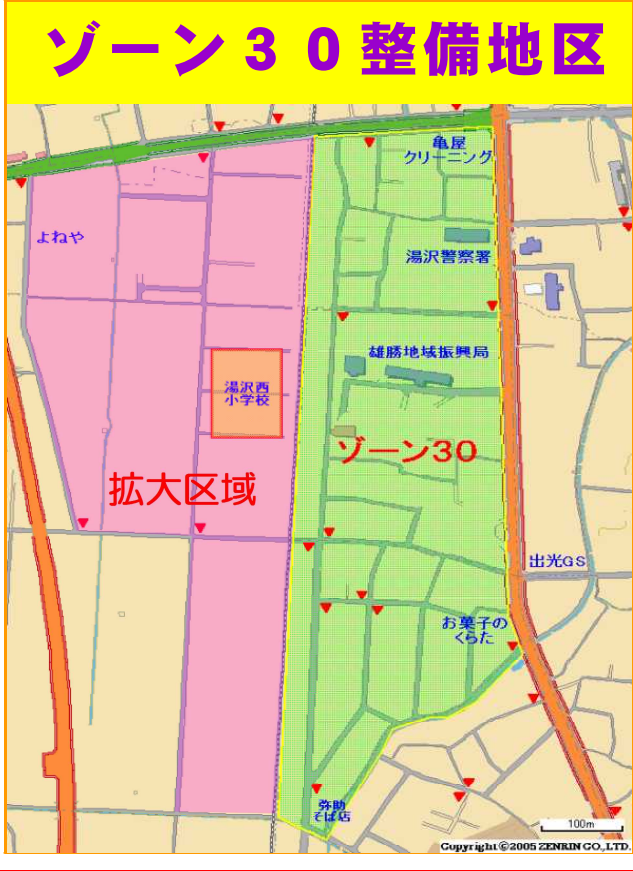 ゾーン３０整備地区
亀屋
クリーニング
よねや
湯沢警察署
雄勝地域振興局
湯沢西
小学校
ゾーン30
拡大区域
出光GS
お菓子の
くらた
弥助
そば店
100m
Copyright©2005 ZENRIN CO.,LTD.